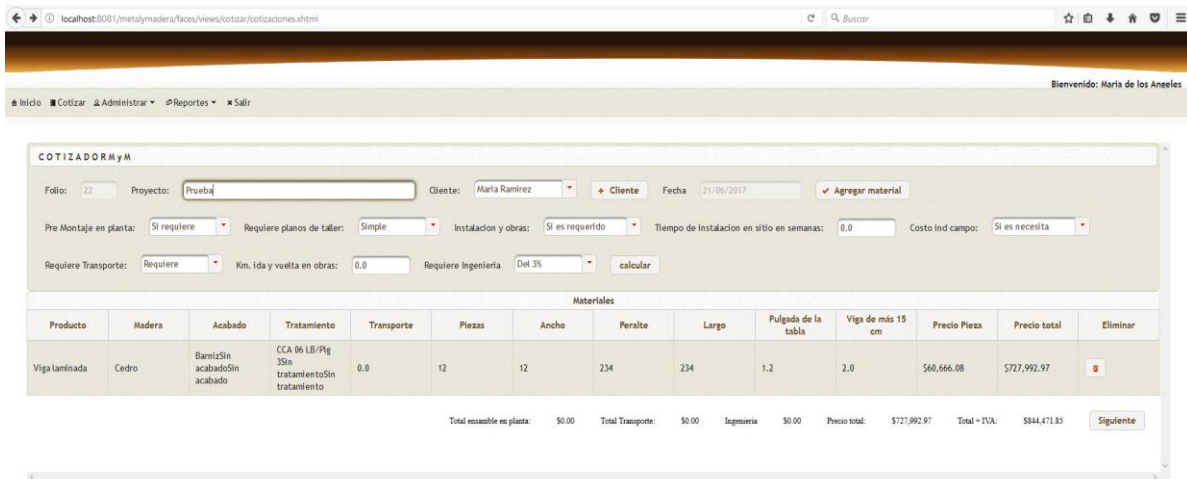 localhost:8081/metalymadera/faces/views/cotizar/cotizaciones.xhtml
Buscar
Bienvenido: Maria de los Angeles
Inicio Cotizar Administrar Reportes Salir
COTIZADORMyM
Folio: 22 Proyecto: Prueba Cliente: Maria Ramirez + Cliente Fecha 21/06/2017 Agregar material
Pre Montaje en planta: Si requiere Requiere planos de taller: Simple Instalacion y obras: Si es requerido Tiempo de instalacion en sitio en semanas: 0.0 Costo ind campo: Si es necesita
Requiere Transporte: Requiere Km. ida y vuelta en obras: 0.0 Requiere Ingenieria Del 3% calcular
Materiales
Producto Madera Acabado Tratamiento Transporte Piezas Ancho Peralte Largo Pulgada de la tabla Viga de más 15 cm Precio Pieza Precio total Eliminar
Viga laminada Cedro BarnizSin acabadoSin acabado CCA 06 LB/Plg 3Sin tratamientoSin tratamiento 0.0 12 12 234 234 1.2 2.0 $60,666.08 $727,992.97
Total ensamble en planta: $0.00 Total Transporte: $0.00 Ingenieria $0.00 Precio total: $727,992.97 Total + IVA: $844,471.85 Siguiente